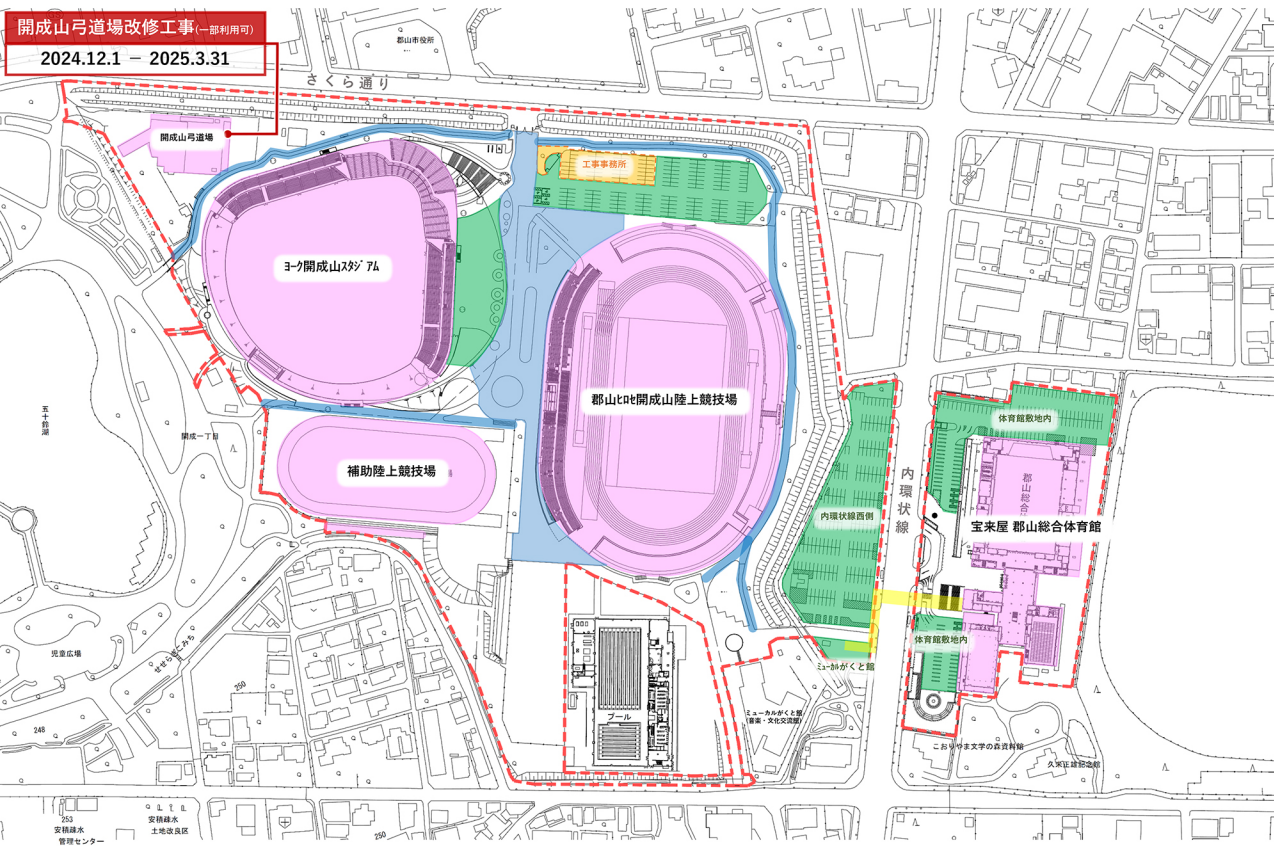 開成山弓道場改修工事(一部利用可)
2024.12.1 － 2025.3.31
郡山市役所
さくら通り
開成山弓道場
工事事務所
ﾖｰｸ開成山ｽﾀｼﾞｱﾑ
郡山ﾋﾛｾ開成山陸上競技場
体育館敷地内
五十鈴湖
開成一丁目
補助陸上競技場
内環状線
郡山総合
内環状線西側
宝来屋 郡山総合体育館
体育館敷地内
児童広場
せせらぎこみち
ﾐｭｰｶﾙがくと館
250
248
プール
ミューカルがくと館
(音楽・文化交流館)
こおりやま文学の森資料館
久米正雄記念館
253
安積疎水
管理センター
安積疎水
土地改良区
250